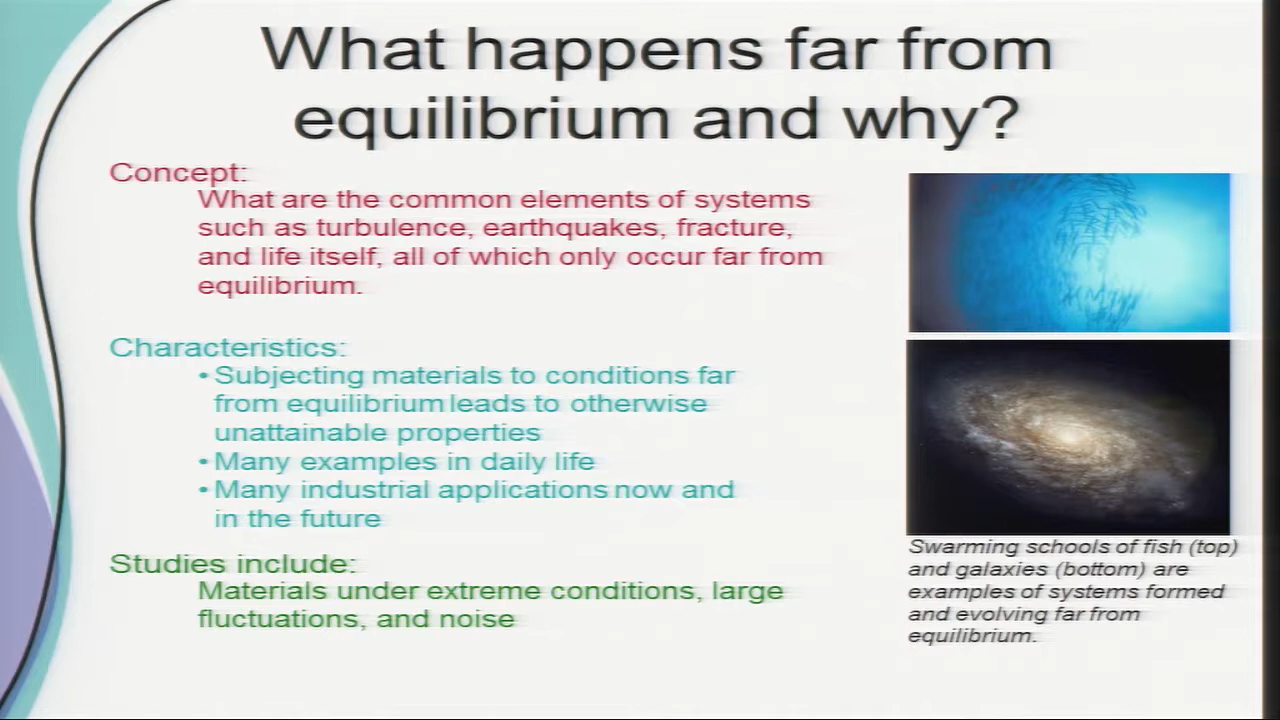 What happens far from
equilibrium and why?
Concept:
What are the common elements of systems
such as turbulence, earthquakes, fracture,
and life itself, all of which only occur far from
equilibrium.
Characteristics:
• Subjecting materials to conditions far
from equilibrium leads to otherwise
unattainable properties
• Many examples in daily life
• Many industrial applications now and
in the future
Studies include:
Materials under extreme conditions, large
fluctuations, and noise
Swarming schools of fish (top)
and galaxies (bottom) are
examples of systems formed
and evolving far from
equilibrium.